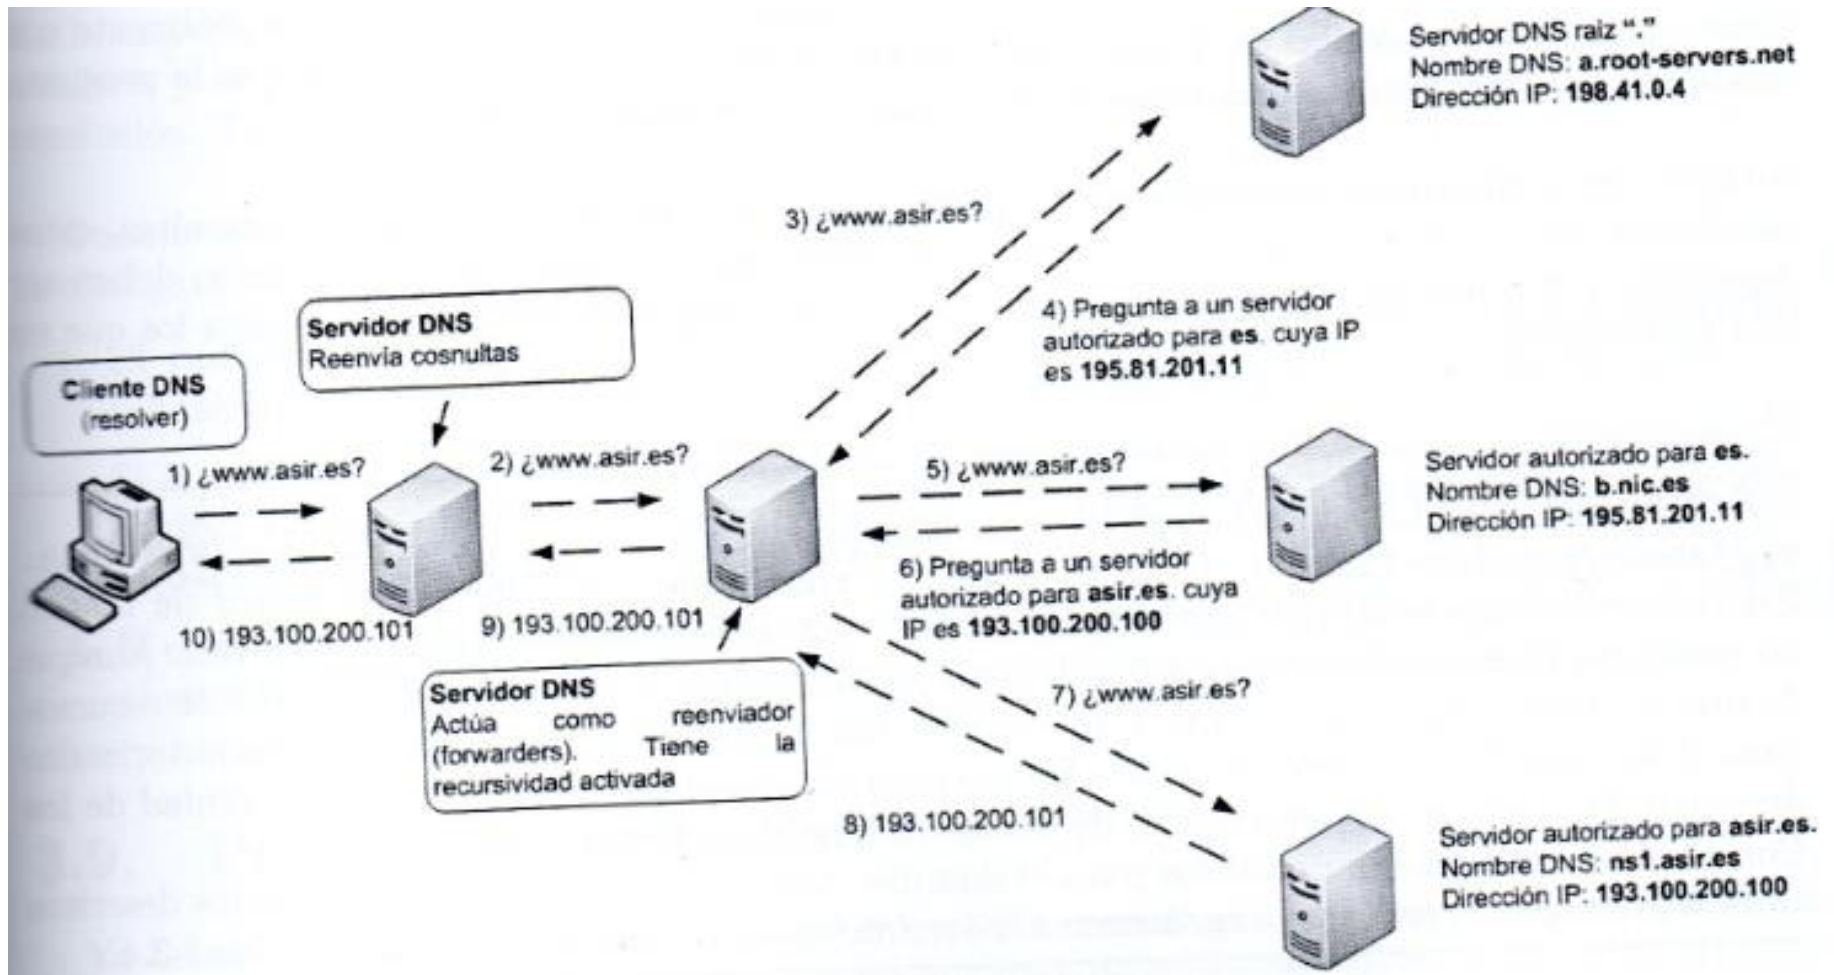 Servidor DNS raiz “.”
Nombre DNS: a.root-servers.net
Dirección IP: 198.41.0.4
3) ¿www.asir.es?
4) Pregunta a un servidor
autorizado para es. cuya IP
es 195.81.201.11
Servidor DNS
Reenvia cosnultas
Cliente DNS
(resolver)
1) ¿www.asir.es?
2) ¿www.asir.es?
5) ¿www.asir.es?
Servidor autorizado para es.
Nombre DNS: b.nic.es
Dirección IP: 195.81.201.11
6) Pregunta a un servidor
autorizado para asir.es. cuya
IP es 193.100.200.100
10) 193.100.200.101
9) 193.100.200.101
Servidor DNS
Actúa como reenviador
(forwarders). Tiene la
recursividad activada
7) ¿www.asir.es?
8) 193.100.200.101
Servidor autorizado para asir.es.
Nombre DNS: ns1.asir.es
Dirección IP: 193.100.200.100